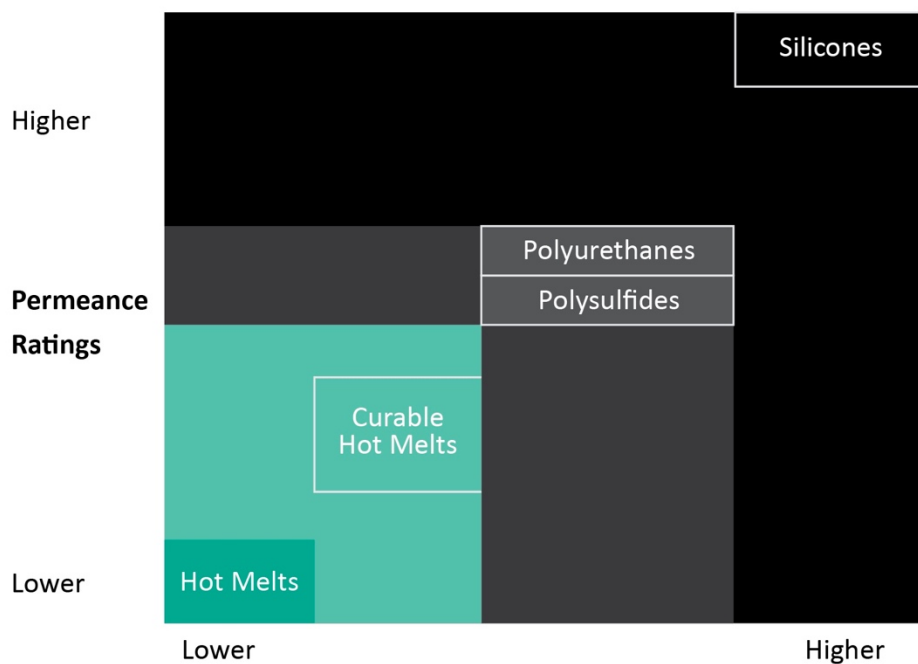 Silicones
Higher
Polyurethanes
Permeance
Polysulfides
Ratings
Curable
Hot Melts
Lower
Hot Melts
Lower
Higher